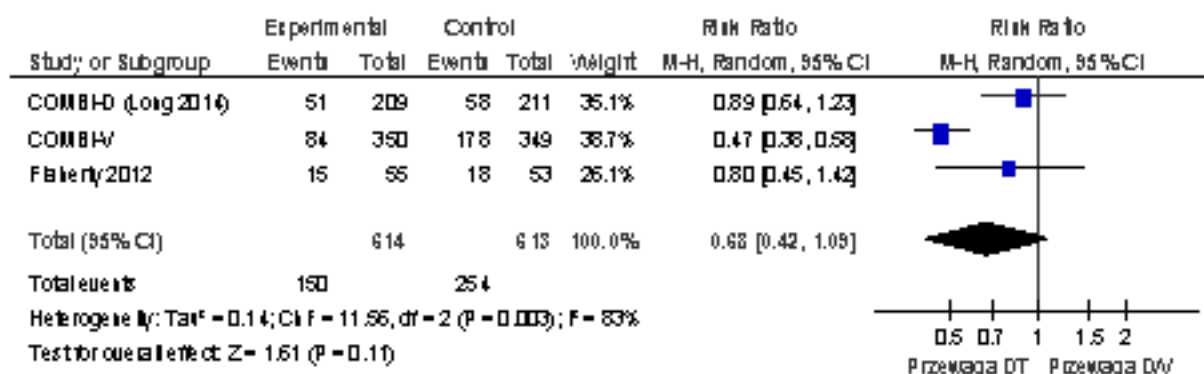 Experimental Control Risk Ratio Risk Ratio
Study or Subgroup Events Total Events Total Weight M-H, Random, 95% CI M-H, Random, 95% CI
COMBI-D (Long 2014) 51 209 58 211 35.1% 0.89 [0.64, 1.23]
COMBI-V 84 350 178 349 38.7% 0.47 [0.38, 0.58]
Flaherty 2012 15 55 18 53 26.1% 0.80 [0.45, 1.42]
Total (95% CI) 614 613 100.0% 0.68 [0.42, 1.09]
Total events 150 254
Heterogeneity: Tau² = 0.14; Chi² = 11.56, df = 2 (P = 0.003); I² = 83%
Test for overall effect: Z = 1.61 (P = 0.11)
0.5 0.7 1 1.5 2
Przewaga DT Przewaga D/V